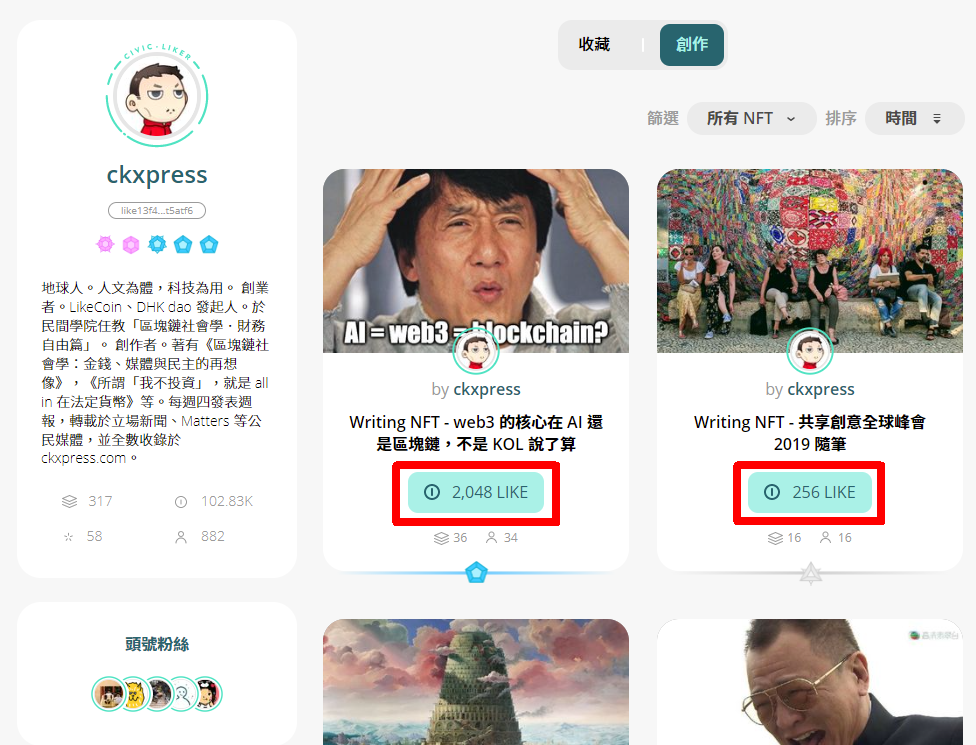 CIVIC · LIKER
ckxpress
like13f4...t5atf6
地球人。人文為體，科技為用。 創業
者。LikeCoin、DHK dao 發起人。於
民間學院任教「區塊鏈社會學．財務
自由篇」。 創作者。著有《區塊鏈社
會學：金錢、媒體與民主的再想
像》，《所謂「我不投資」，就是 all
in 在法定貨幣》等。每週四發表週
報，轉載於立場新聞、Matters 等公
民媒體，並全數收錄於
ckxpress.com。
317 102.83K
58 882
頭號粉絲
收藏 | 創作
篩選 所有 NFT 排序 時間
AI = web3 = blockchain?
by ckxpress
Writing NFT - web3 的核心在 AI 還
是區塊鏈，不是 KOL 說了算
2,048 LIKE
36 34
by ckxpress
Writing NFT - 共享創意全球峰會
2019 隨筆
256 LIKE
16 16